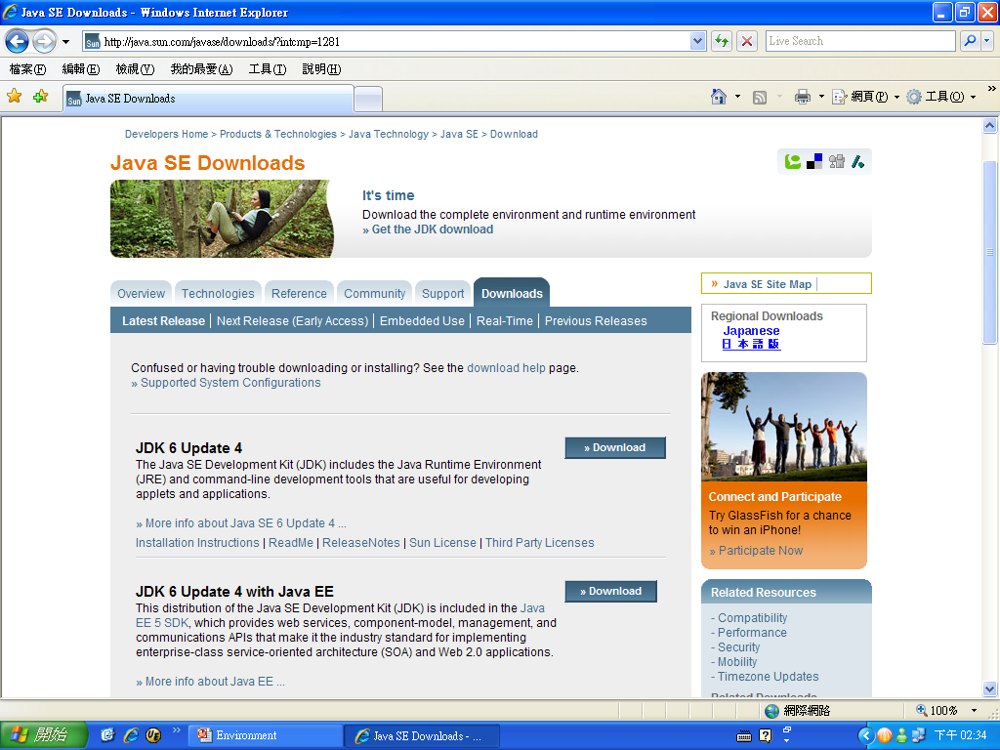 Java SE Downloads - Windows Internet Explorer
Sun http://java.sun.com/javase/downloads/?intcmp=1281 Live Search
檔案(F) 編輯(E) 檢視(V) 我的最愛(A) 工具(T) 說明(H)
Sun Java SE Downloads 網頁(P) 工具(O) »
Developers Home > Products & Technologies > Java Technology > Java SE > Download
Java SE Downloads
It's time
Download the complete environment and runtime environment
» Get the JDK download
Overview Technologies Reference Community Support Downloads
Latest Release | Next Release (Early Access) | Embedded Use | Real-Time | Previous Releases
Confused or having trouble downloading or installing? See the download help page.
» Supported System Configurations
JDK 6 Update 4
» Download
The Java SE Development Kit (JDK) includes the Java Runtime Environment
(JRE) and command-line development tools that are useful for developing
applets and applications.
» More info about Java SE 6 Update 4 ...
Installation Instructions | ReadMe | ReleaseNotes | Sun License | Third Party Licenses
JDK 6 Update 4 with Java EE
» Download
This distribution of the Java SE Development Kit (JDK) is included in the Java
EE 5 SDK, which provides web services, component-model, management, and
communications APIs that make it the industry standard for implementing
enterprise-class service-oriented architecture (SOA) and Web 2.0 applications.
» More info about Java EE ...
» Java SE Site Map |
Regional Downloads
Japanese
日本語版
Connect and Participate
Try GlassFish for a chance
to win an iPhone!
» Participate Now
Related Resources
- Compatibility
- Performance
- Security
- Mobility
- Timezone Updates
Related Downloads
網際網路 100%
開始 » Environment Java SE Downloads - ... 下午 02:34